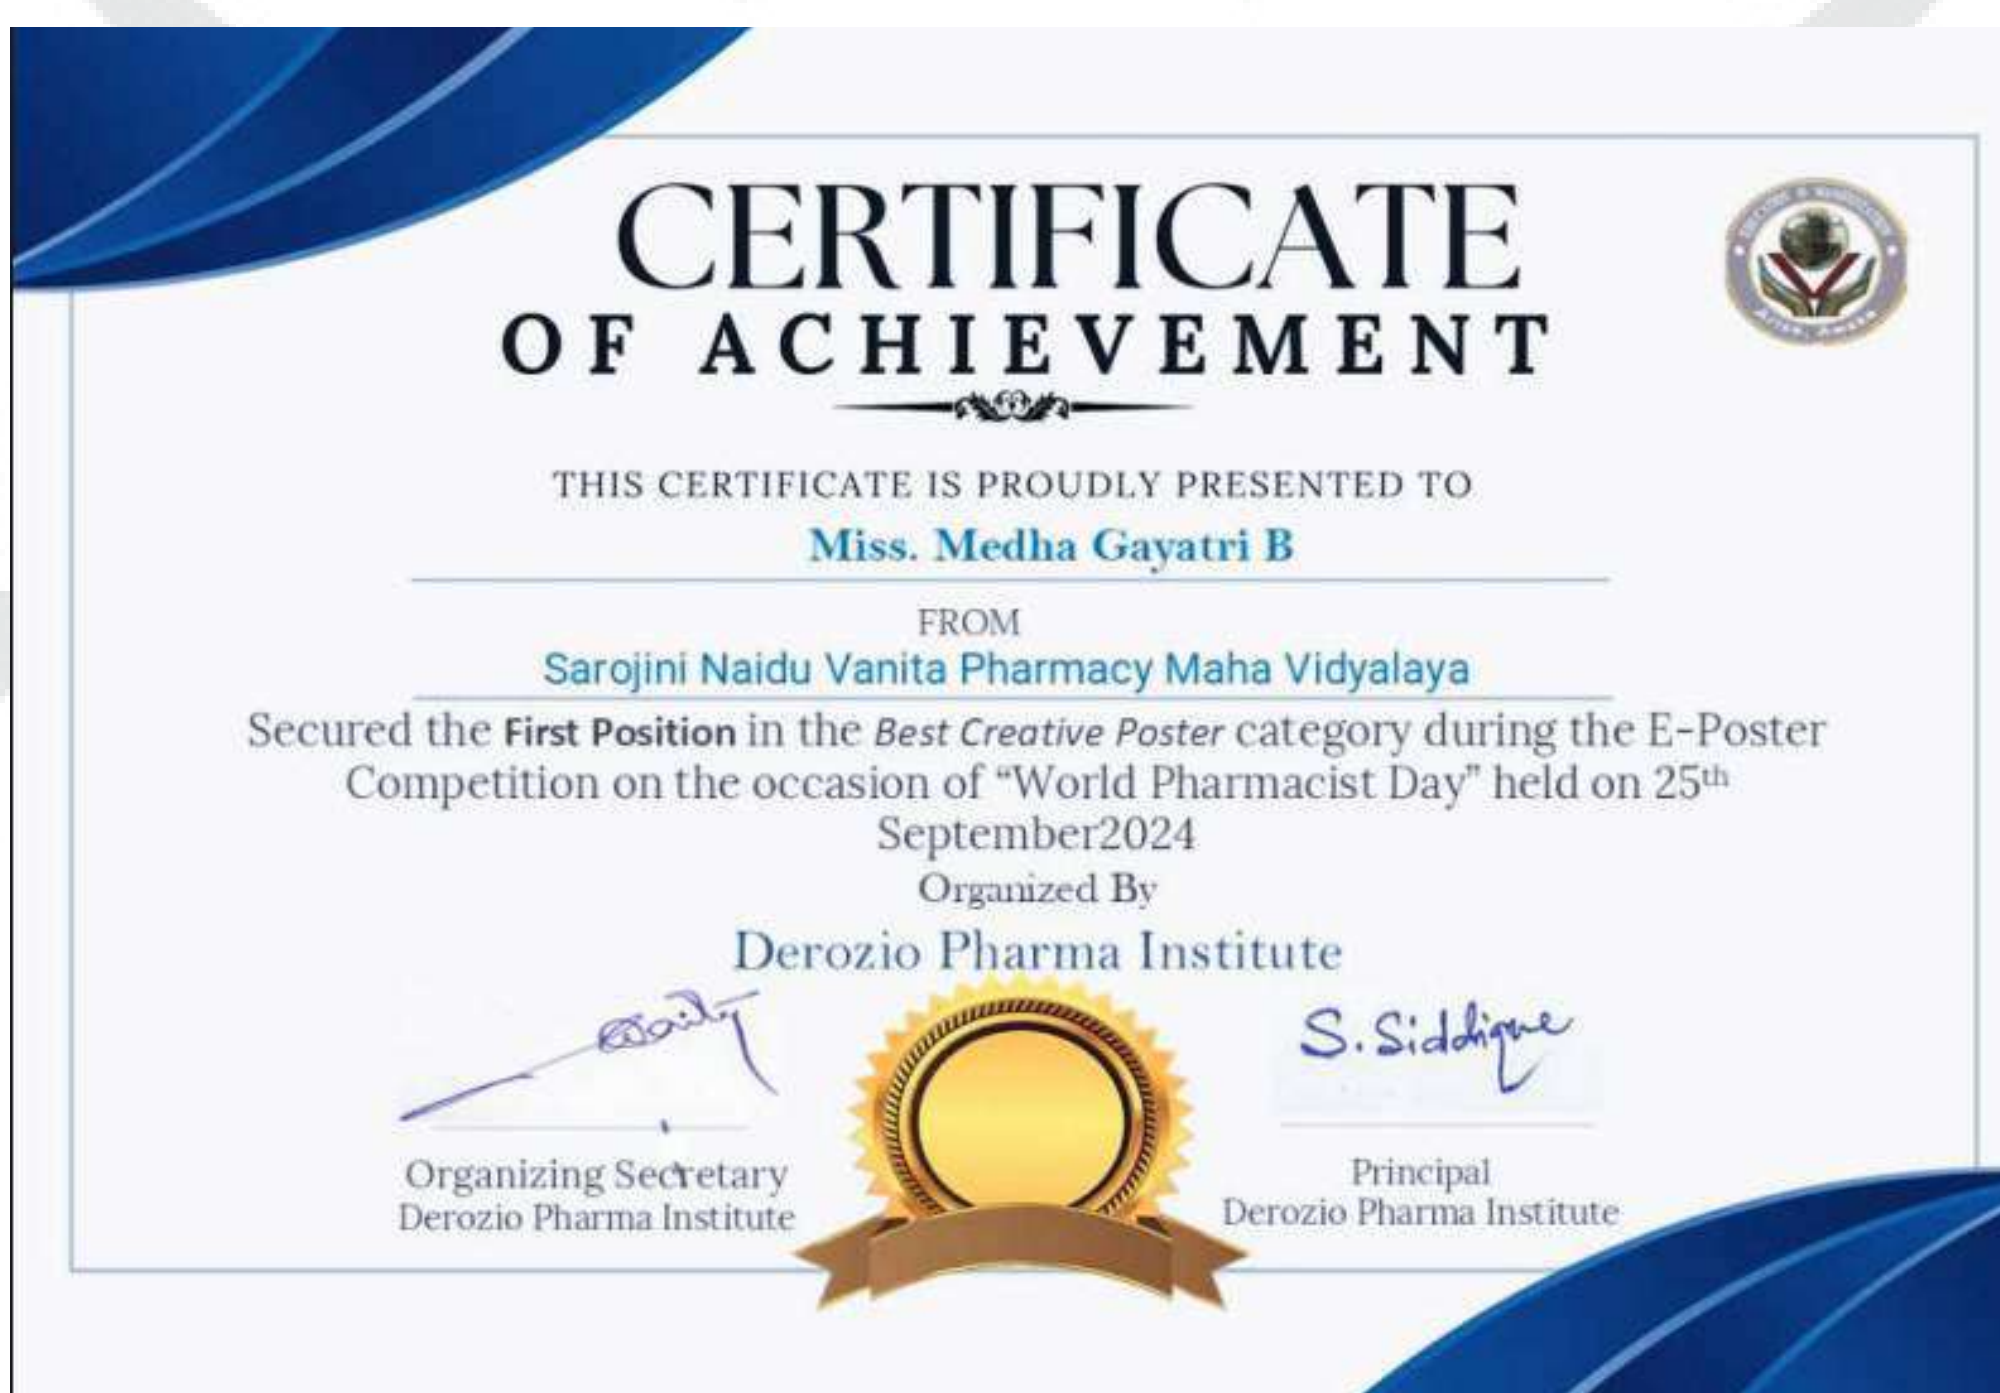 CERTIFICATE
OF ACHIEVEMENT
THIS CERTIFICATE IS PROUDLY PRESENTED TO
Miss. Medha Gayatri B
FROM
Sarojini Naidu Vanita Pharmacy Maha Vidyalaya
Secured the First Position in the Best Creative Poster category during the E-Poster
Competition on the occasion of “World Pharmacist Day” held on 25th
September2024
Organized By
Derozio Pharma Institute
S. Siddique
Organizing Secretary
Derozio Pharma Institute
Principal
Derozio Pharma Institute